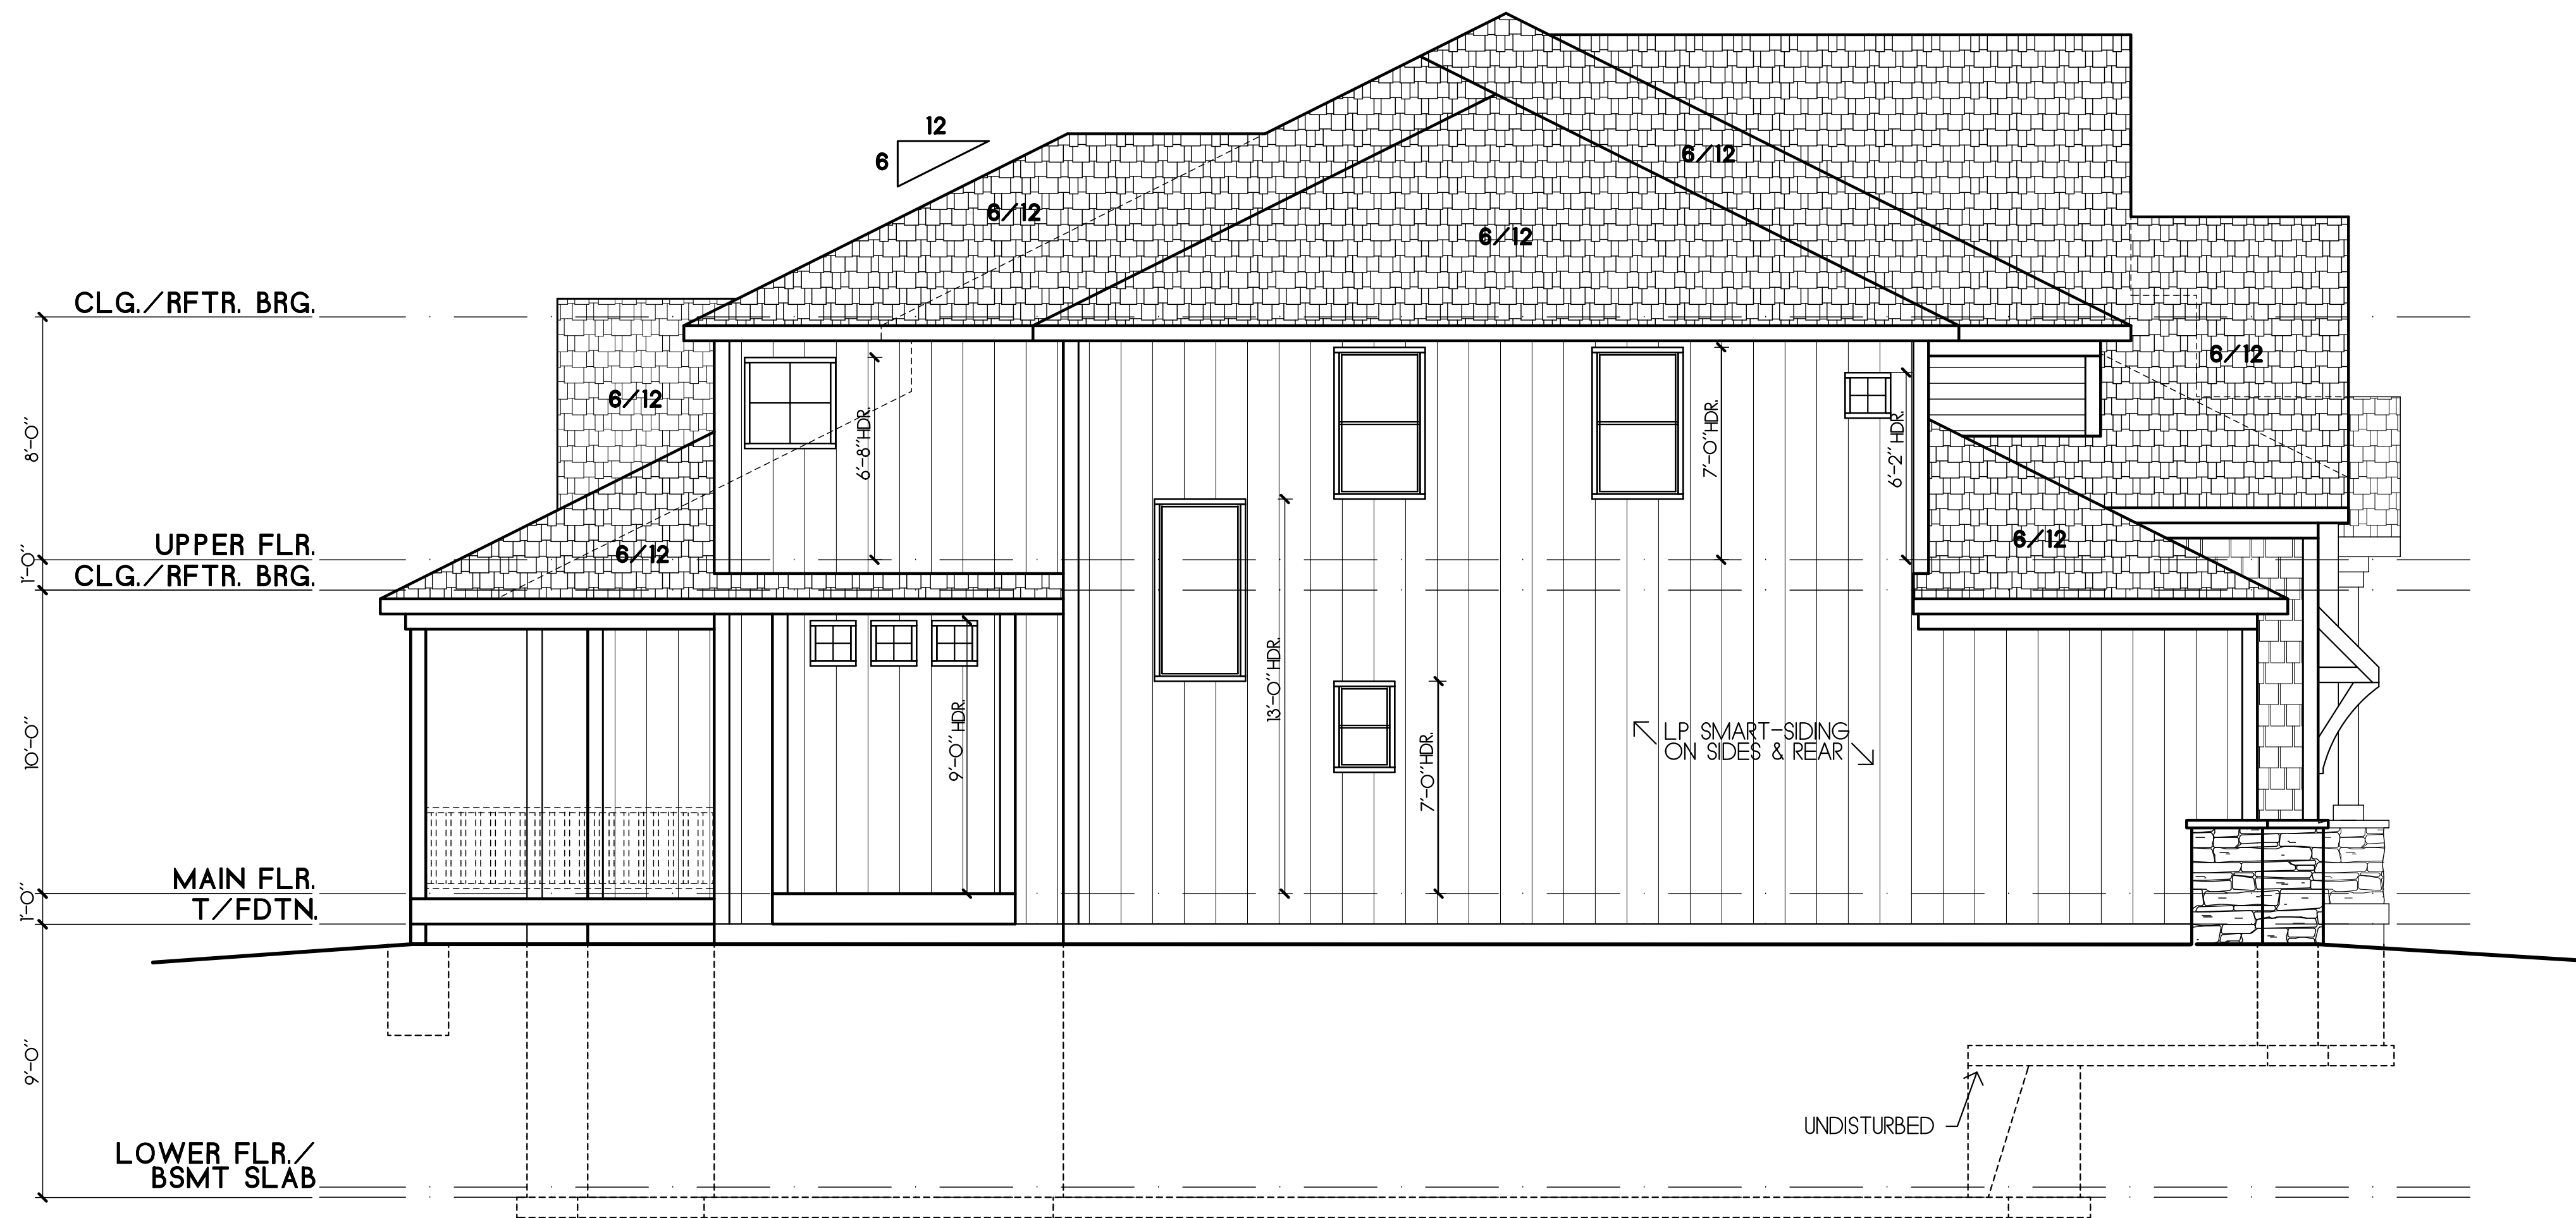 12
6
6/12
6/12
6/12
CLG./RFTR. BRG.
6/12
6/12
8'-0"
6'-8" HDR.
7'-0" HDR.
6'-2" HDR.
UPPER FLR.
6/12
6/12
1'-0"
CLG./RFTR. BRG.
13'-0" HDR.
10'-0"
9'-0" HDR.
7'-0" HDR.
LP SMART-SIDING
ON SIDES & REAR
MAIN FLR.
1'-0"
T/FDTN.
9'-0"
UNDISTURBED
LOWER FLR./
BSMT SLAB